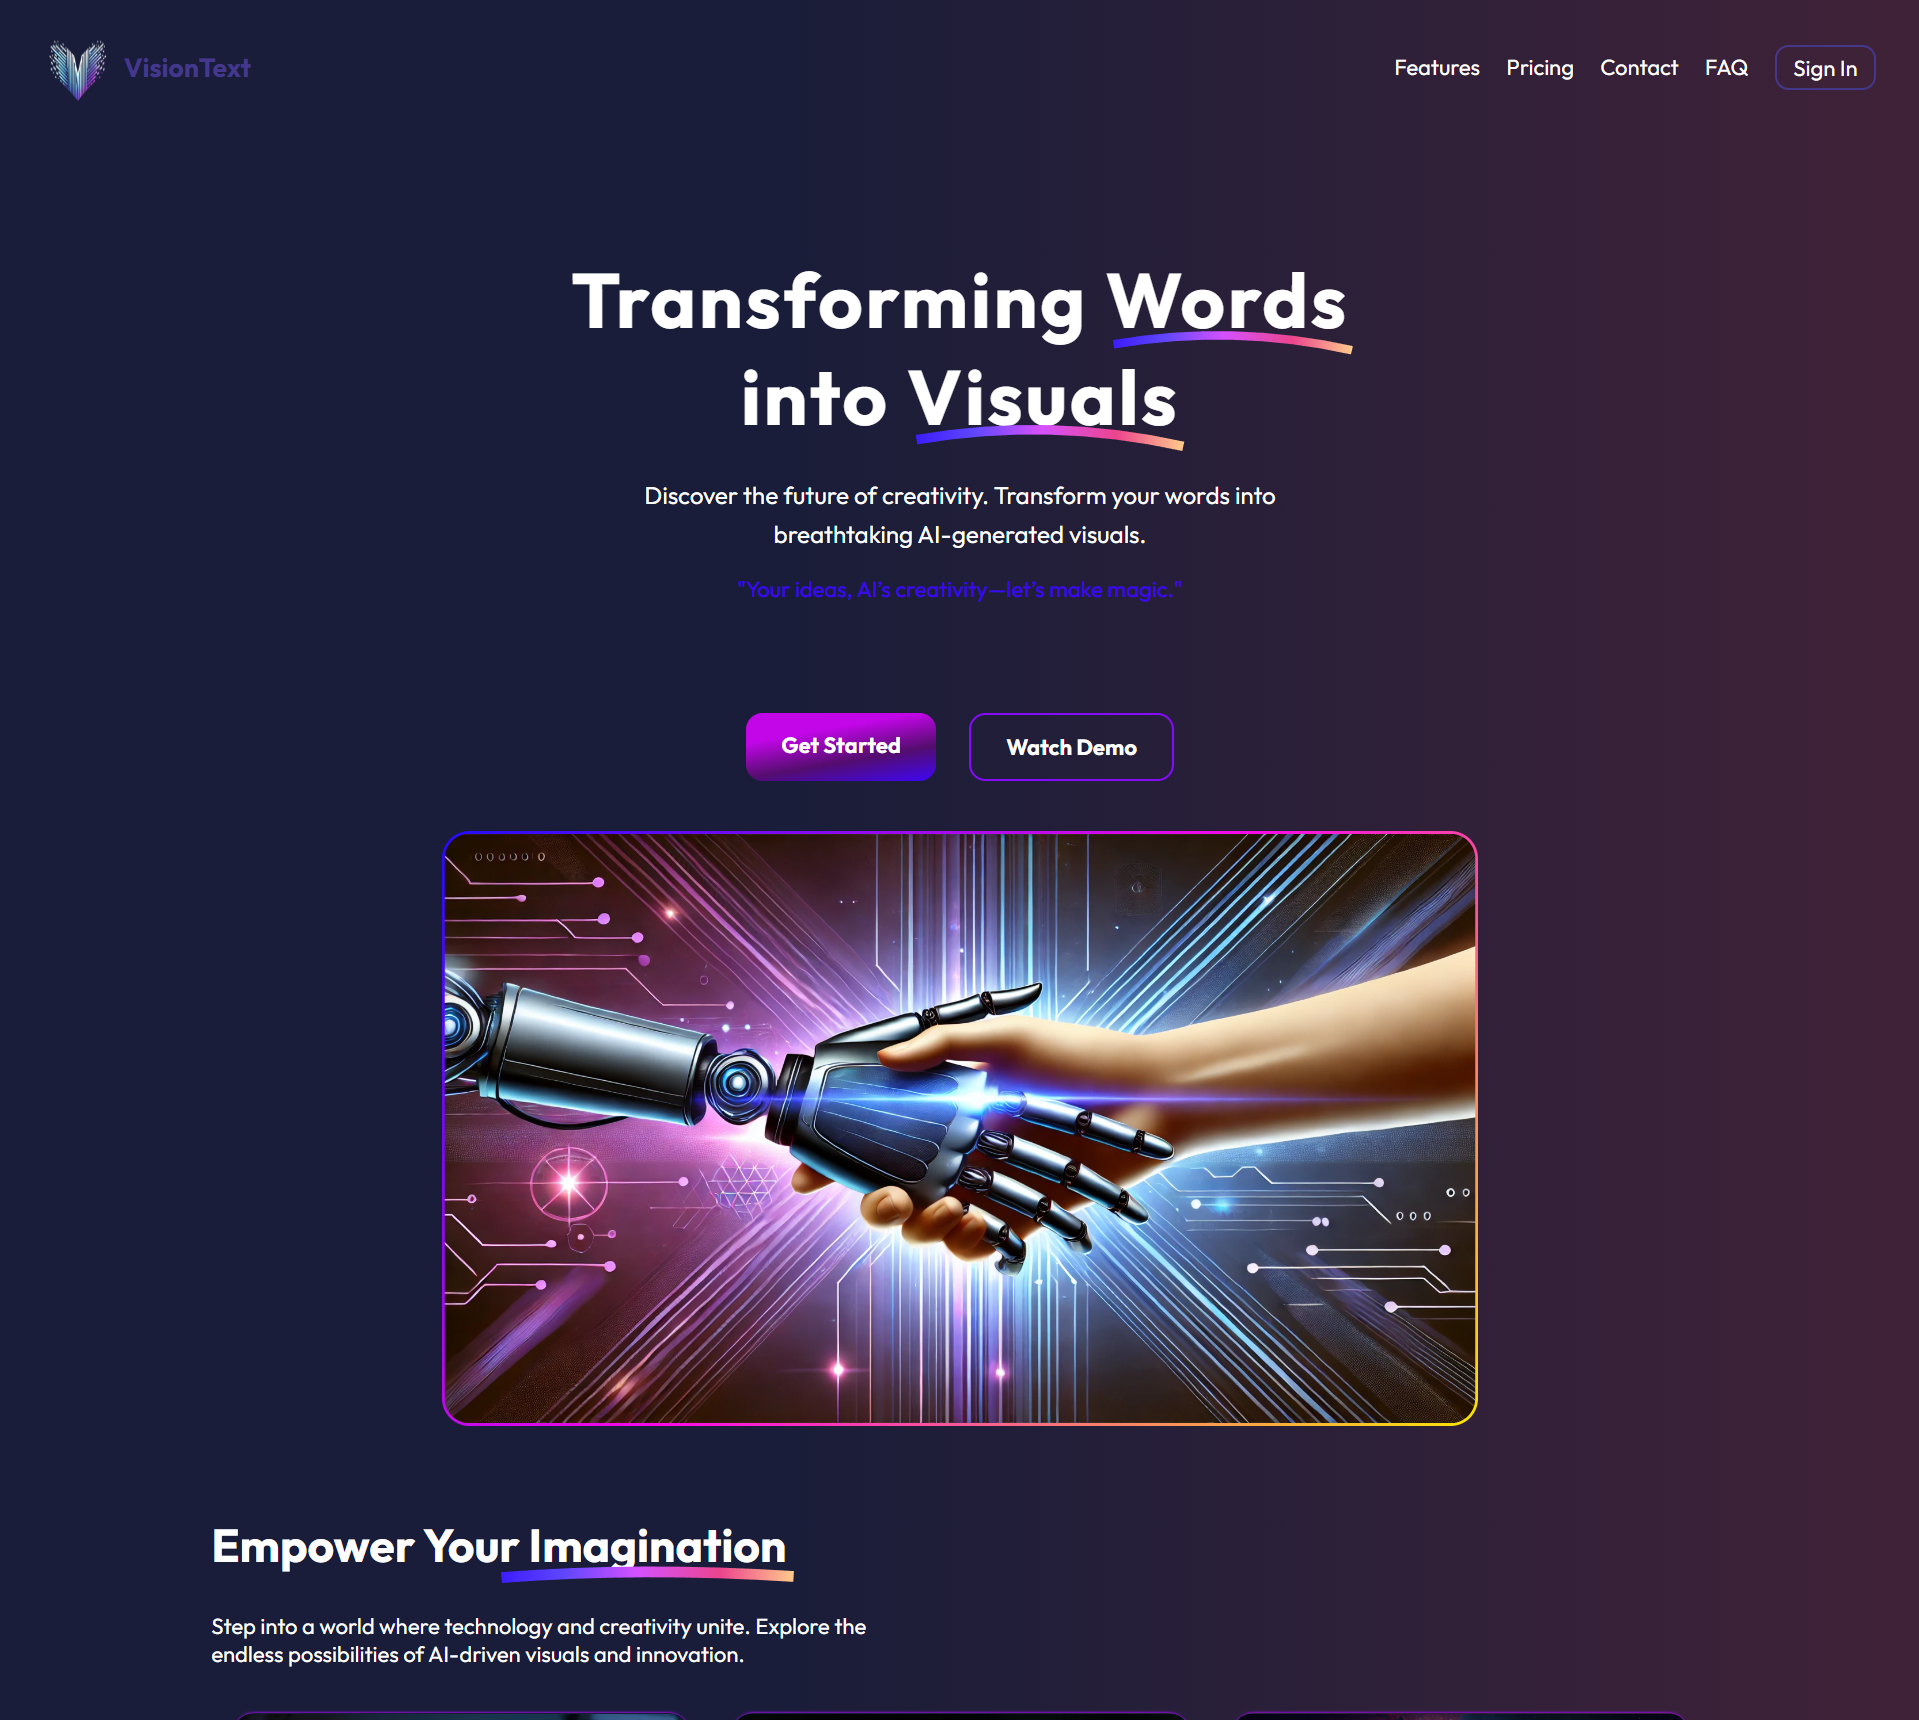 VisionText
Features Pricing Contact FAQ Sign In
Transforming Words
into Visuals
Discover the future of creativity. Transform your words into
breathtaking AI-generated visuals.
"Your ideas, AI's creativity—let's make magic."
Get Started Watch Demo
Empower Your Imagination
Step into a world where technology and creativity unite. Explore the
endless possibilities of AI-driven visuals and innovation.